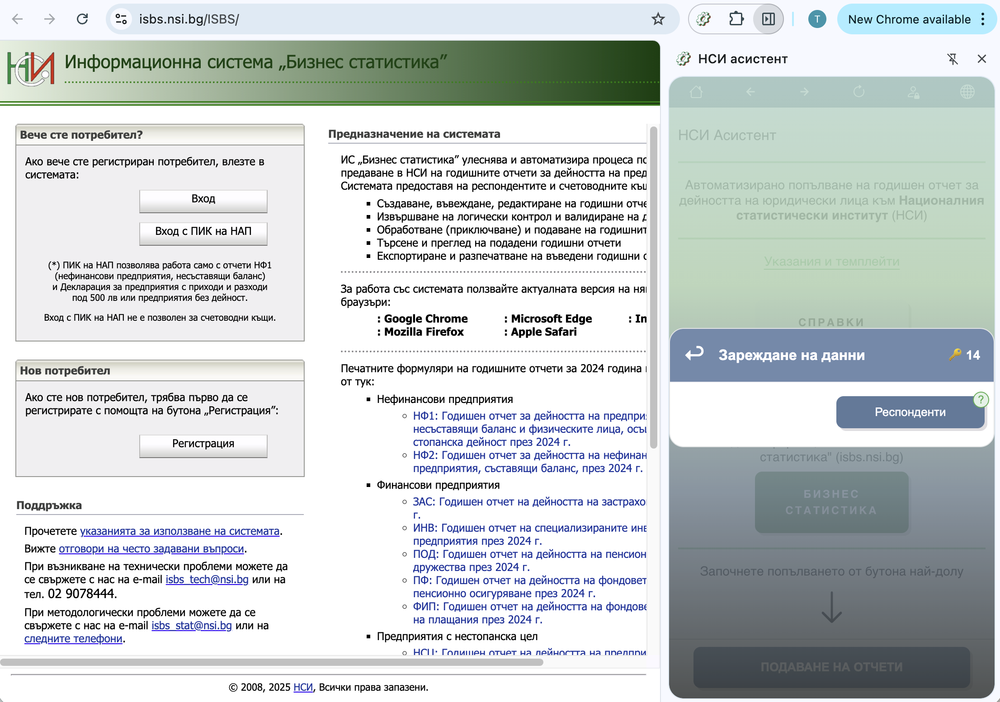 isbs.nsi.bg/ISBS/
T
New Chrome available
НСИ
Информационна система „Бизнес статистика”
Вече сте потребител?
Ако вече сте регистриран потребител, влезте в
системата:
Вход
Вход с ПИК на НАП
(*) ПИК на НАП позволява работа само с отчети НФ1
(нефинансови предприятия, несъставящи баланс)
и Декларация за предприятия с приходи и разходи
под 500 лв или предприятия без дейност.
Вход с ПИК на НАП не е позволен за счетоводни къщи.
Нов потребител
Ако сте нов потребител, трябва първо да се
регистрирате с помощта на бутона „Регистрация”:
Регистрация
Поддръжка
Прочетете указанията за използване на системата.
Вижте отговори на често задавани въпроси.
При възникване на технически проблеми можете да
се свържете с нас на e-mail isbs_tech@nsi.bg или на
тел. 02 9078444.
При методологически проблеми можете да се
свържете с нас на e-mail isbs_stat@nsi.bg или на
следните телефони.
Предназначение на системата
ИС „Бизнес статистика” улеснява и автоматизира процеса по
предаване в НСИ на годишните отчети за дейността на
Системата предоставя на респондентите и счетоводните
Създаване, въвеждане, редактиране на годишни
Извършване на логически контрол и валидиране на
Обработване (приключване) и подаване на
Търсене и преглед на подадени годишни отчети
Експортиране и разпечатване на въведени годишни
За работа със системата ползвайте актуалната версия на
браузъри:
: Google Chrome : Microsoft Edge :
: Mozilla Firefox : Apple Safari
Печатните формуляри на годишните отчети за 2024 година
от тук:
Нефинансови предприятия
НФ1: Годишен отчет за дейността на
несъставящи баланс и физическите лица,
стопанска дейност през 2024 г.
НФ2: Годишен отчет за дейността на
предприятия, съставящи баланс, през 2024 г.
Финансови предприятия
ЗАС: Годишен отчет на дейността на
г.
ИНВ: Годишен отчет на специализираните
предприятия през 2024 г.
ПОД: Годишен отчет на дейността на
дружества през 2024 г.
ПФ: Годишен отчет на дейността на
пенсионно осигуряване през 2024 г.
ФИП: Годишен отчет на дейността на
на плащания през 2024 г.
Предприятия с нестопанска цел
НСЦ: Годишен отчет на дейността на
© 2008, 2025 НСИ, Всички права запазени.
НСИ асистент
НСИ Асистент
Автоматизирано попълване на годишен отчет за
дейността на юридически лица към Националния
статистически институт (НСИ)
Указания и темплейти
СПРАВКИ
Зареждане на данни 14
Респонденти
?
статистика" (isbs.nsi.bg)
БИЗНЕС
СТАТИСТИКА
Започнете попълването от бутона най-долу
ПОДАВАНЕ НА ОТЧЕТИ